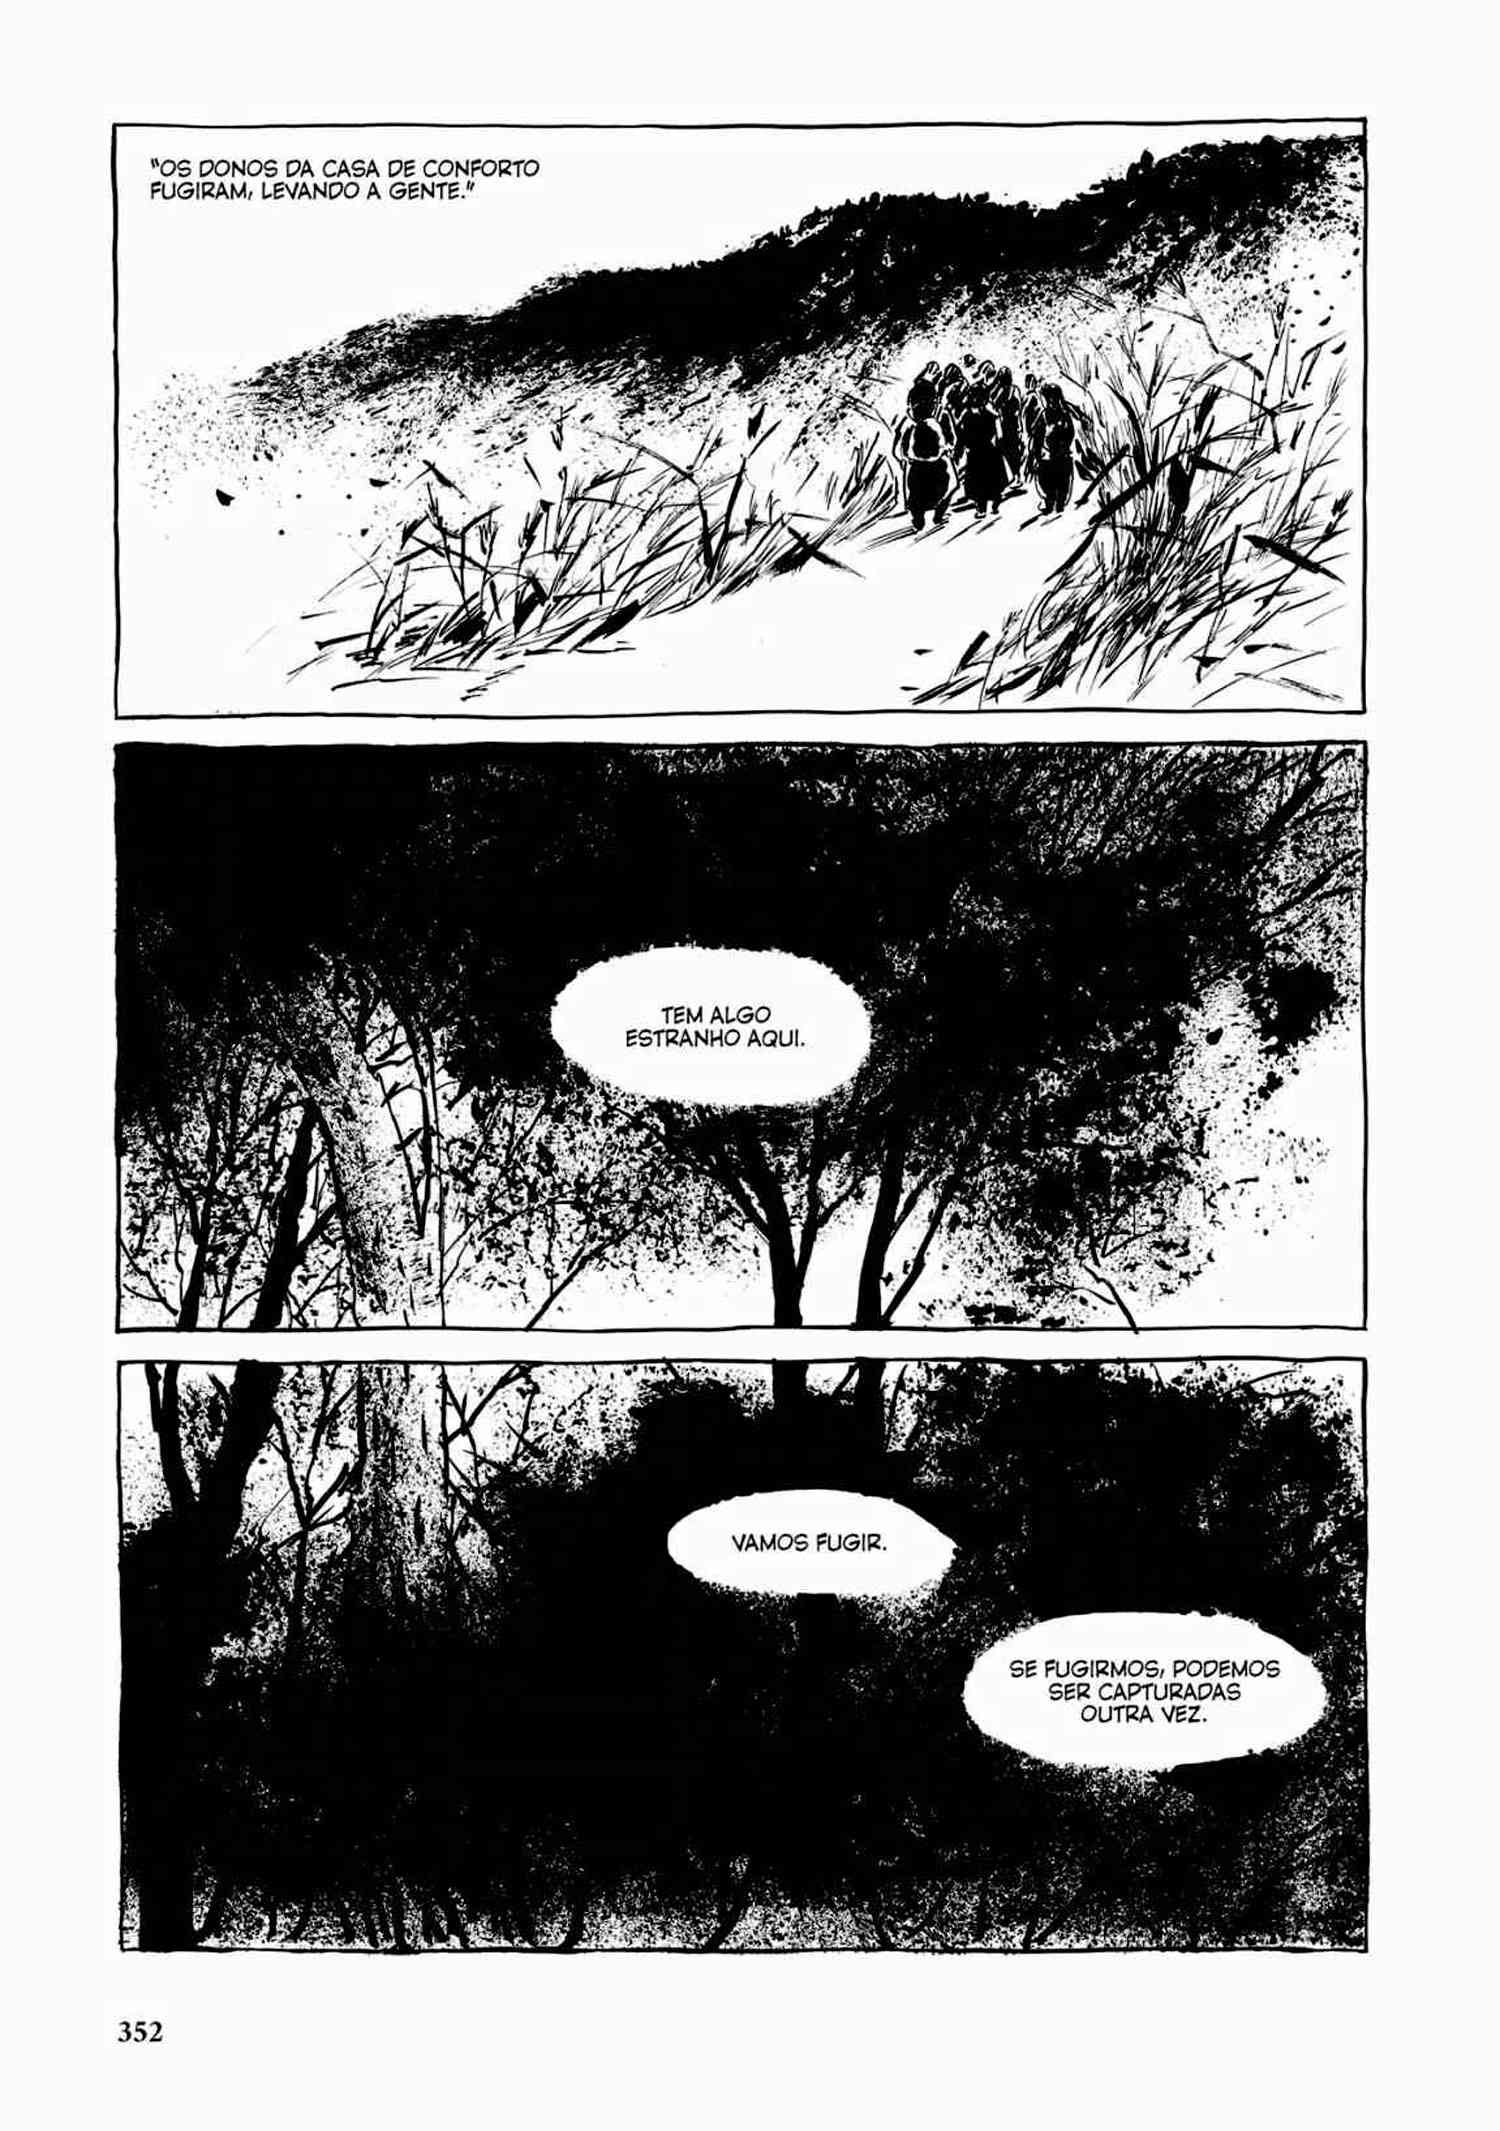 "OS DONOS DA CASA DE CONFORTO
FUGIRAM, LEVANDO A GENTE."
TEM ALGO
ESTRANHO AQUI.
VAMOS FUGIR.
SE FUGIRMOS, PODEMOS
SER CAPTURADAS
OUTRA VEZ.
352